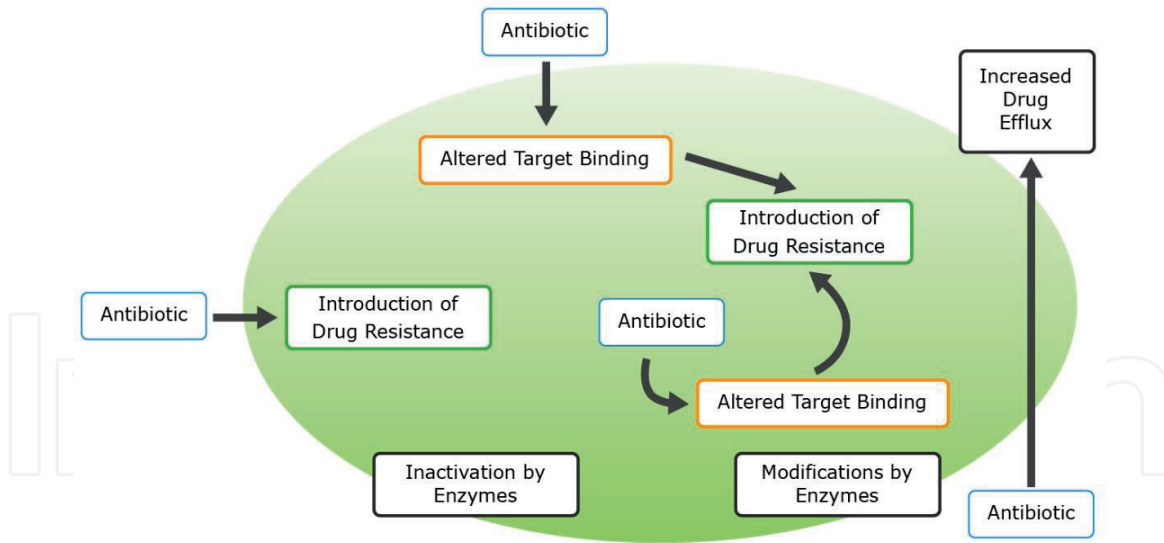 Antibiotic
Increased
Drug
Efflux
Altered Target Binding
Introduction of
Drug Resistance
Antibiotic
Introduction of
Drug Resistance
Antibiotic
Altered Target Binding
Inactivation by
Enzymes
Modifications by
Enzymes
Antibiotic